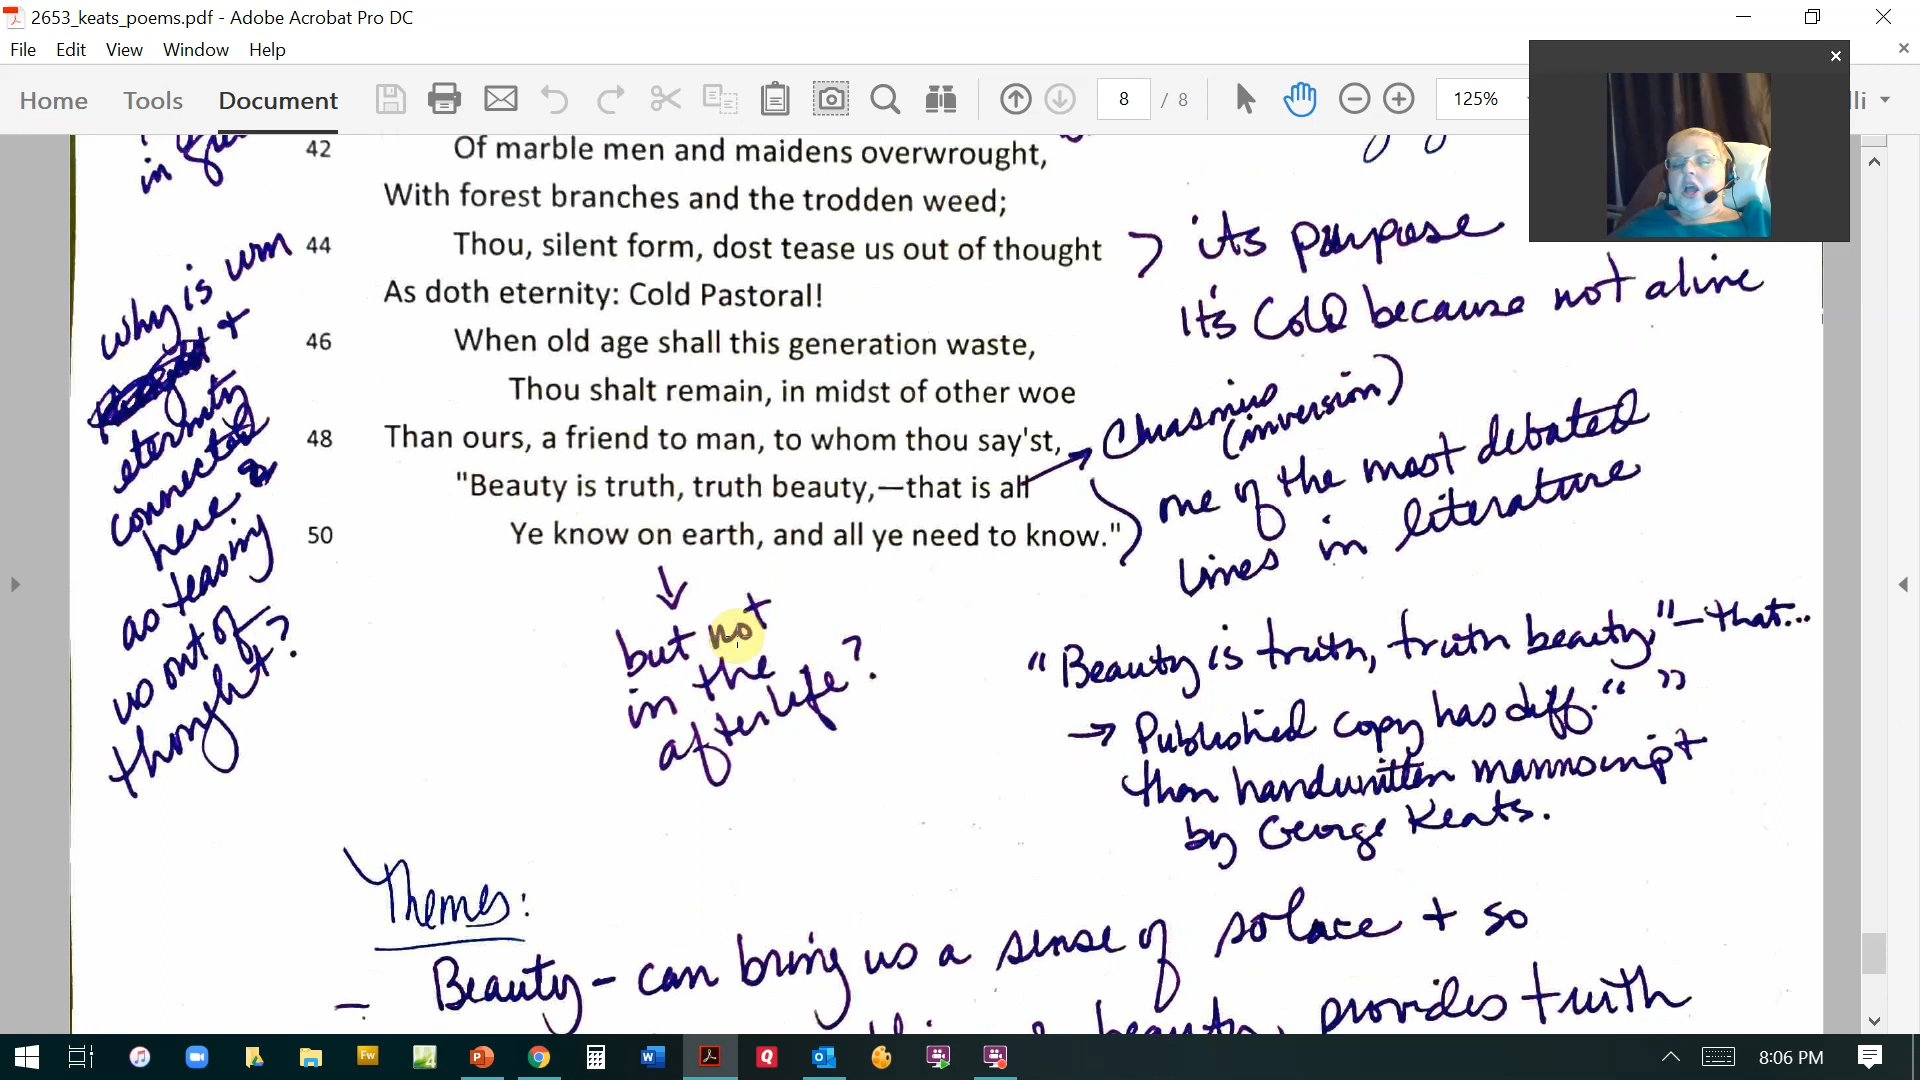 2653_keats_poems.pdf - Adobe Acrobat Pro DC
File Edit View Window Help
Home Tools Document 8 / 8 125% lli
42 Of marble men and maidens overwrought,
With forest branches and the trodden weed;
44 Thou, silent form, dost tease us out of thought
As doth eternity: Cold Pastoral!
46 When old age shall this generation waste,
Thou shalt remain, in midst of other woe
48 Than ours, a friend to man, to whom thou say'st,
"Beauty is truth, truth beauty,—that is all
50 Ye know on earth, and all ye need to know."
in
why is urn
+
eternity
connected
here
as teasing
us out of
thought?
its purpose
It's Cold because not alive
Chiasmus
(inversion)
one of the most debated
lines in literature
but not
in the
afterlife?
"Beauty is truth, truth beauty,"—that...
→ Published copy has diff. " "
than handwritten mannuscript
by George Keats.
Themes:
- Beauty - can bring us a sense of solace + so
beauty, provides truth
Fw
8:06 PM